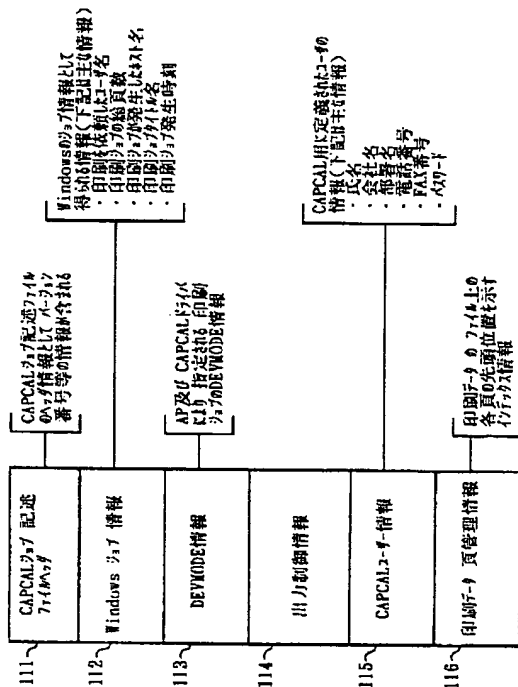 111
CAPCALジョブ 記述
ファイルヘッダ
CAPCALジョブ記述ファイル
のヘッダ情報として バージョン
番号等の情報が含まれる
112
Windows ジョブ 情報
Windowsのジョブ情報として
得られる情報(下記は主な情報)
・印刷を依頼したユーザ名
・印刷ジョブの総頁数
・印刷ジョブが発生したホスト名
・印刷ジョブタイトル名
・印刷ジョブ発生時刻
113
DEVMODE情報
AP及び CAPCALドライバ
により 指定される 印刷
ジョブのDEVMODE情報
114
出力制御情報
115
CAPCALユーザー情報
CAPCAL用に定義されたユーザの
情報(下記は主な情報)
・氏名
・会社名
・部署名
・電話番号
・FAX番号
・パスワード
116
印刷データ 頁管理情報
印刷データ の ファイル上の
各頁の先頭位置を示す
インデックス情報